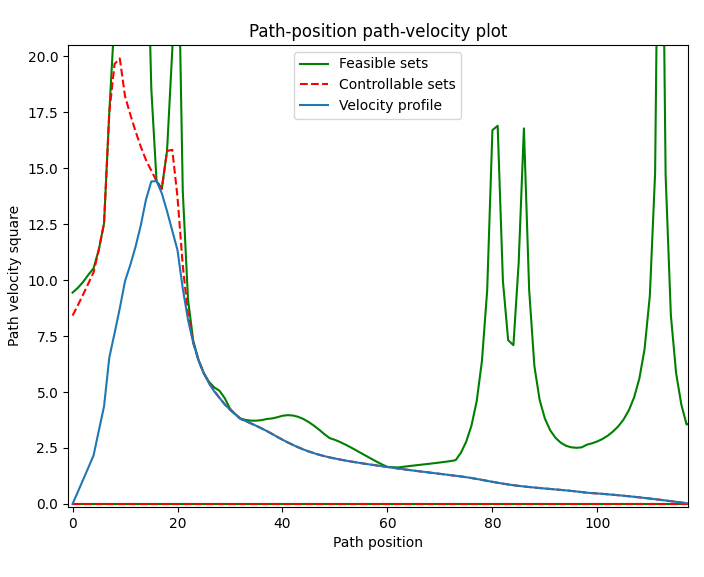 Path-position path-velocity plot
Feasible sets
Controllable sets
Velocity profile
20.0
17.5
15.0
12.5
10.0
7.5
5.0
2.5
0.0
Path velocity square
0 20 40 60 80 100
Path position